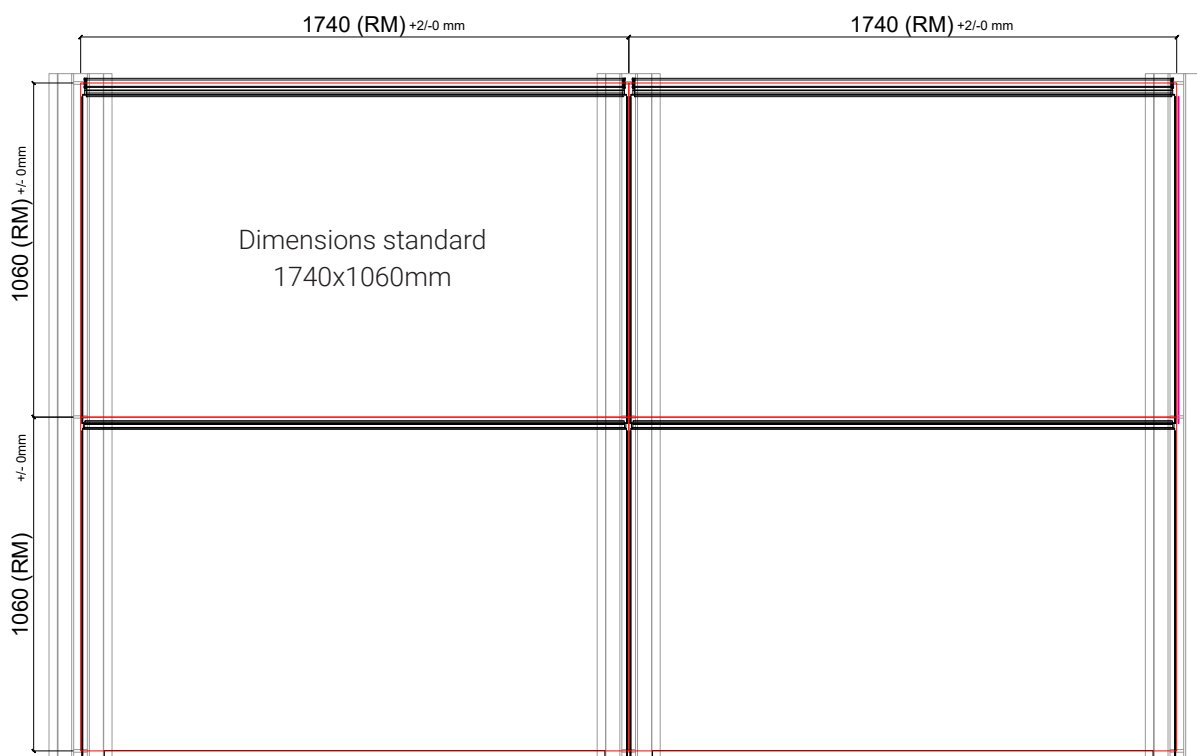 1740 (RM) +2/-0 mm
1740 (RM) +2/-0 mm
1060 (RM) +/- 0mm
Dimensions standard
1740x1060mm
1060 (RM) +/- 0mm